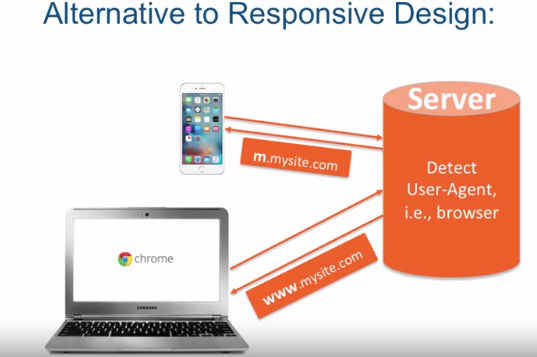 Alternative to Responsive Design:
Server
m.mysite.com
Detect
User-Agent,
i.e., browser
chrome
www.mysite.com
SAMSUNG